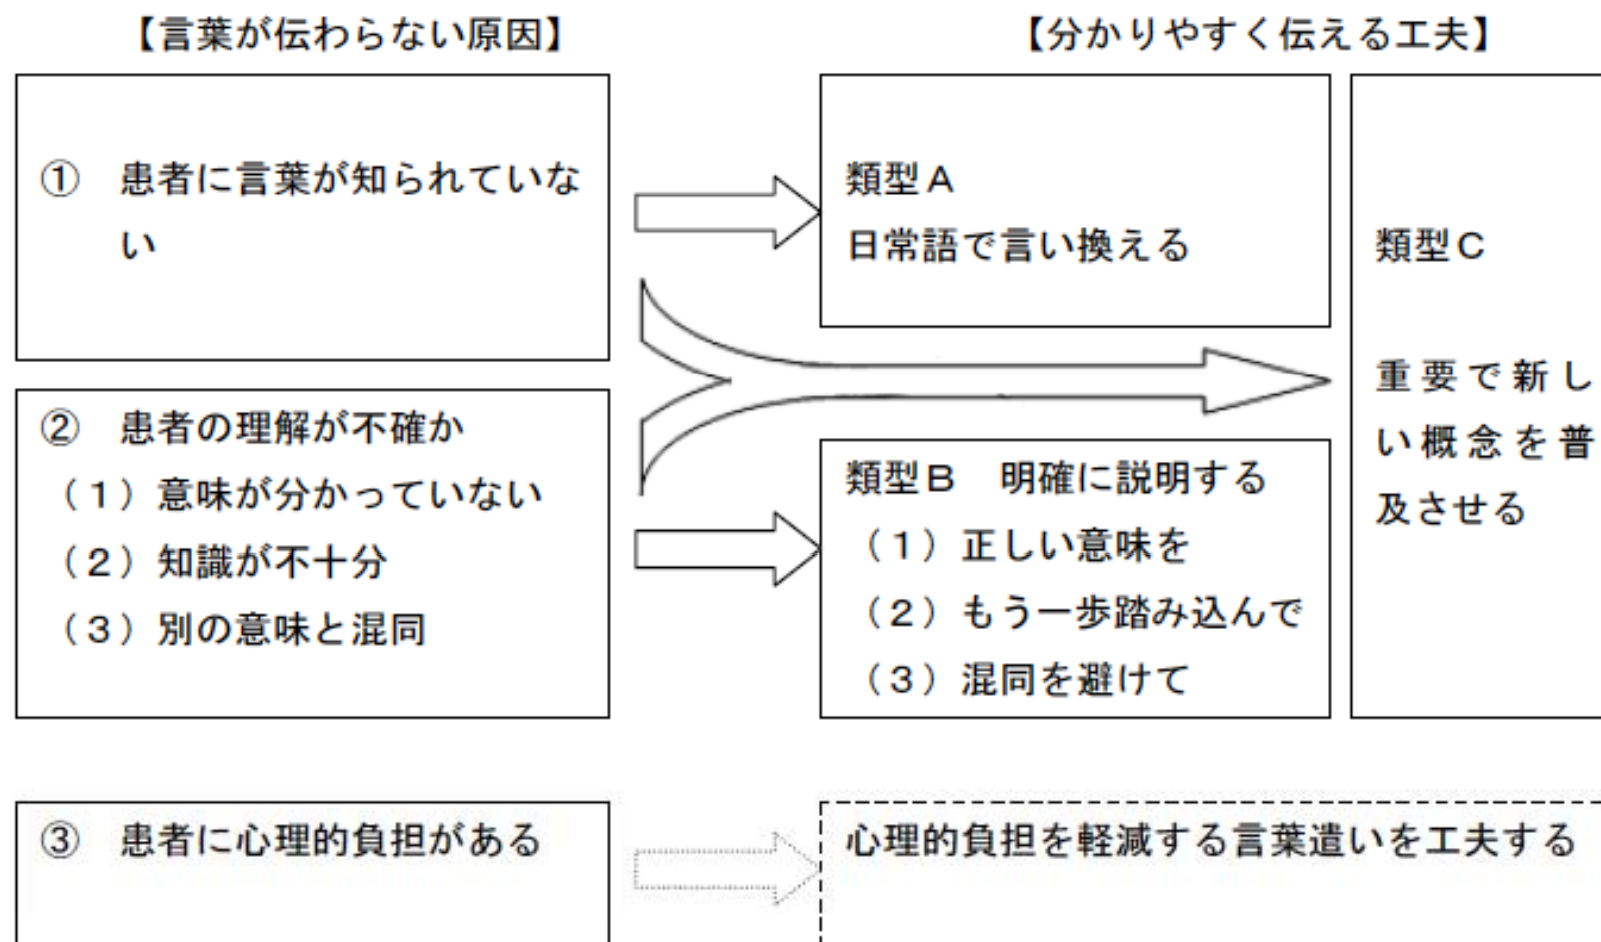 【言葉が伝わらない原因】
【分かりやすく伝える工夫】
① 患者に言葉が知られていな
い
類型Ａ
日常語で言い換える
類型Ｃ
重要で新し
い概念を普
及させる
② 患者の理解が不確か
（１）意味が分かっていない
（２）知識が不十分
（３）別の意味と混同
類型Ｂ 明確に説明する
（１）正しい意味を
（２）もう一歩踏み込んで
（３）混同を避けて
③ 患者に心理的負担がある
心理的負担を軽減する言葉遣いを工夫する